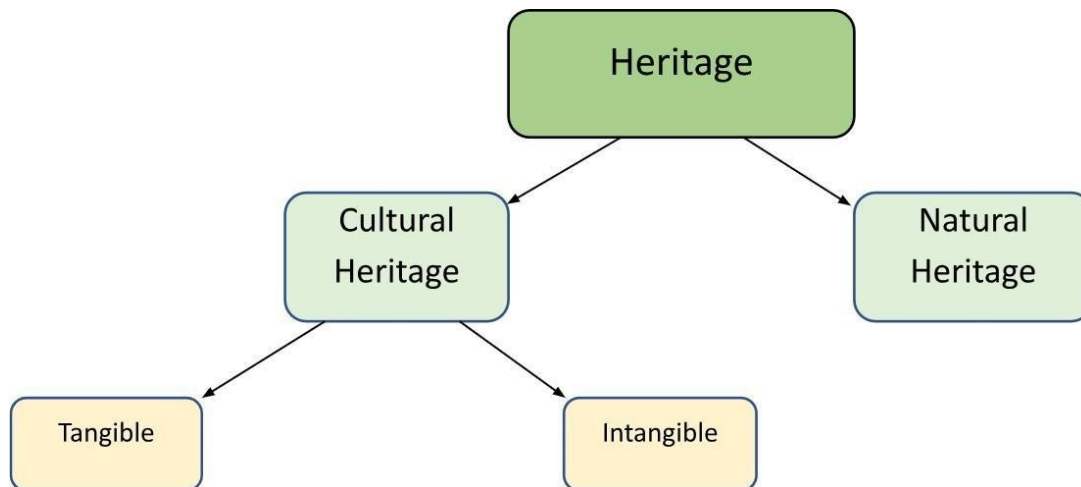 Heritage
Cultural
Heritage
Natural
Heritage
Tangible
Intangible